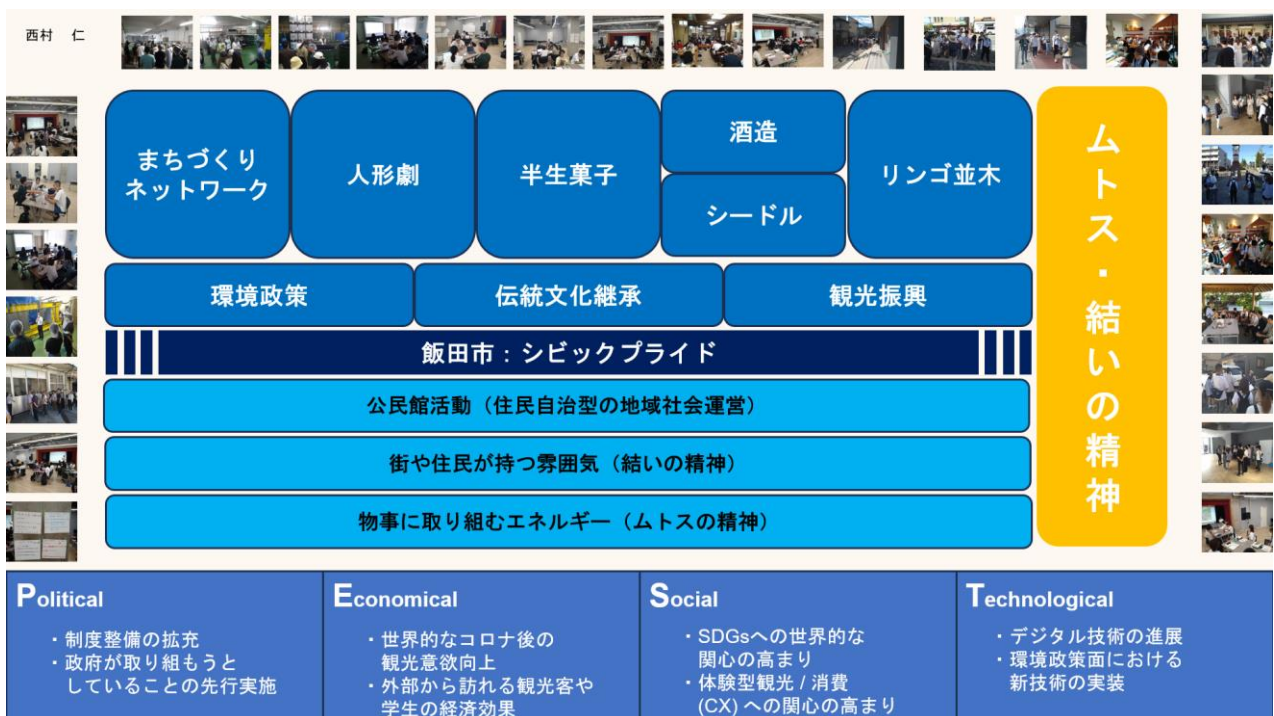 西村 仁
まちづくり
ネットワーク
人形劇
半生菓子
酒造
シードル
リンゴ並木
環境政策
伝統文化継承
観光振興
飯田市：シビックプライド
公民館活動（住民自治型の地域社会運営）
街や住民が持つ雰囲気（結いの精神）
物事に取り組むエネルギー（ムトスの精神）
ムトス・結いの精神
Political
・制度整備の拡充
・政府が取り組もうと
していることの先行実施
Economical
・世界的なコロナ後の
観光意欲向上
・外部から訪れる観光客や
学生の経済効果
Social
・SDGsへの世界的な
関心の高まり
・体験型観光 / 消費
(CX) への関心の高まり
Technological
・デジタル技術の進展
・環境政策面における
新技術の実装